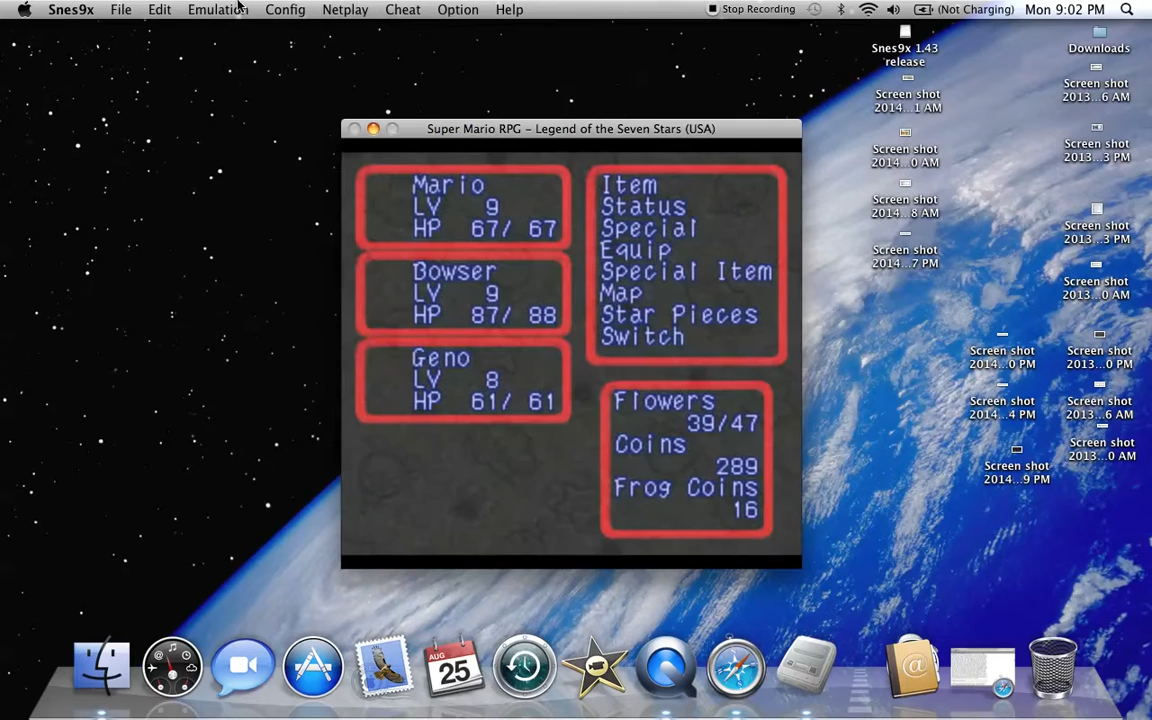 Snes9x File Edit Emulation Config Netplay Cheat Option Help Stop Recording (Not Charging) Mon 9:02 PM
Snes9x 1.43
release
Downloads
Screen shot
2014...1 AM
Screen shot
2013...6 AM
Screen shot
2014...0 AM
Screen shot
2013...3 PM
Screen shot
2014...8 AM
Screen shot
2014...7 PM
Screen shot
2013...3 PM
Screen shot
2013...0 AM
Screen shot
2014...0 PM
Screen shot
2013...0 PM
Screen shot
2014...4 PM
Screen shot
2013...6 AM
Screen shot
2013...0 AM
Screen shot
2014...9 PM
Super Mario RPG – Legend of the Seven Stars (USA)
Mario
LV 9
HP 67/ 67
Bowser
LV 9
HP 87/ 88
Geno
LV 8
HP 61/ 61
Item
Status
Special
Equip
Special Item
Map
Star Pieces
Switch
Flowers
39/47
Coins
289
Frog Coins
16
AUG
25